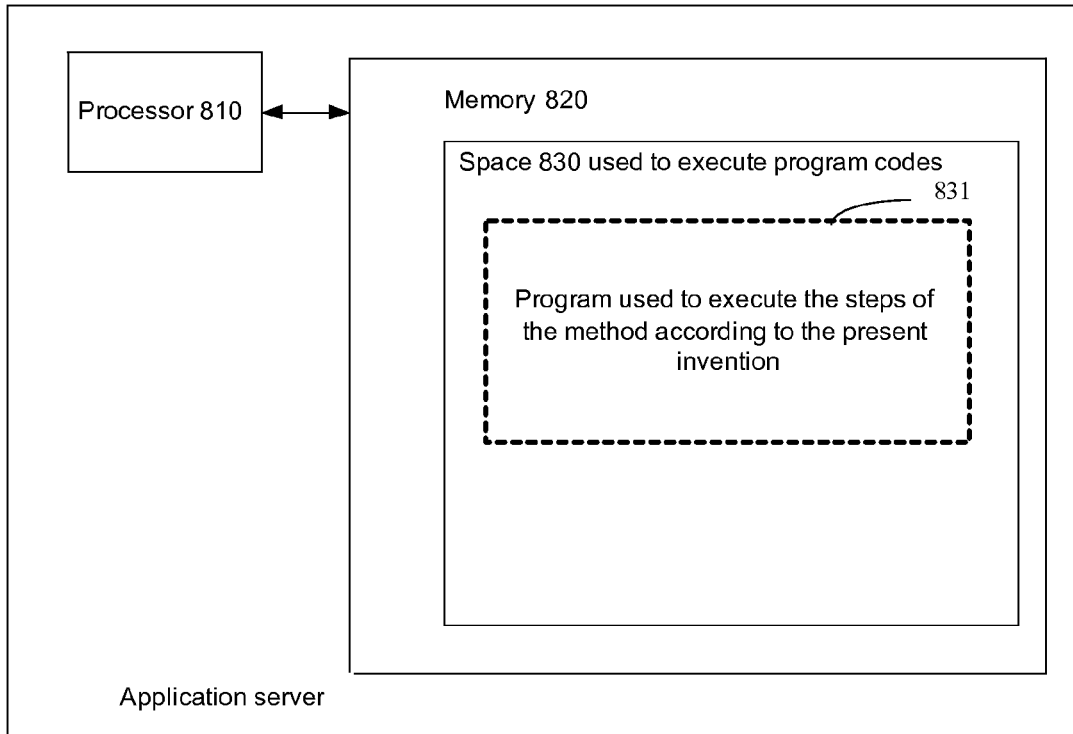 Processor 810
Memory 820
Space 830 used to execute program codes
831
Program used to execute the steps of
the method according to the present
invention
Application server